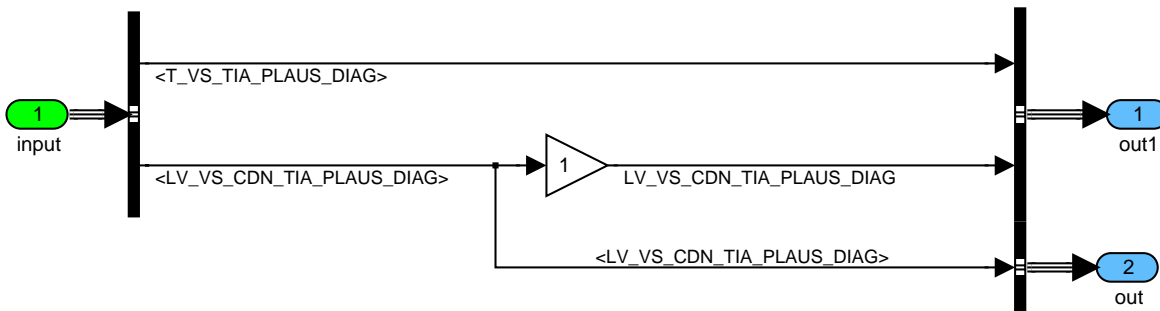 <T_VS_TIA_PLAUS_DIAG>
1
input
1
out1
1
<LV_VS_CDN_TIA_PLAUS_DIAG>
LV_VS_CDN_TIA_PLAUS_DIAG
<LV_VS_CDN_TIA_PLAUS_DIAG>
2
out